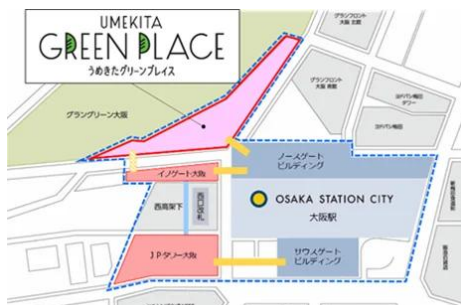 UMEKITA
GREEN PLACE
うめきたグリーンプレイス
グランフロント
大阪 北館
グランフロント
大阪 南館
ヨドバシ梅田
タワー
ヨドバシ梅田
グラングリーン大阪
ノースゲート
ビルディング
イノゲート大阪
西高架下
西口改札
OSAKA STATION CITY
大阪駅
JPタワー大阪
サウスゲート
ビルディング